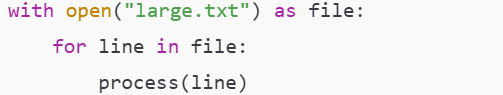 with open("large.txt") as file:
    for line in file:
        process(line)